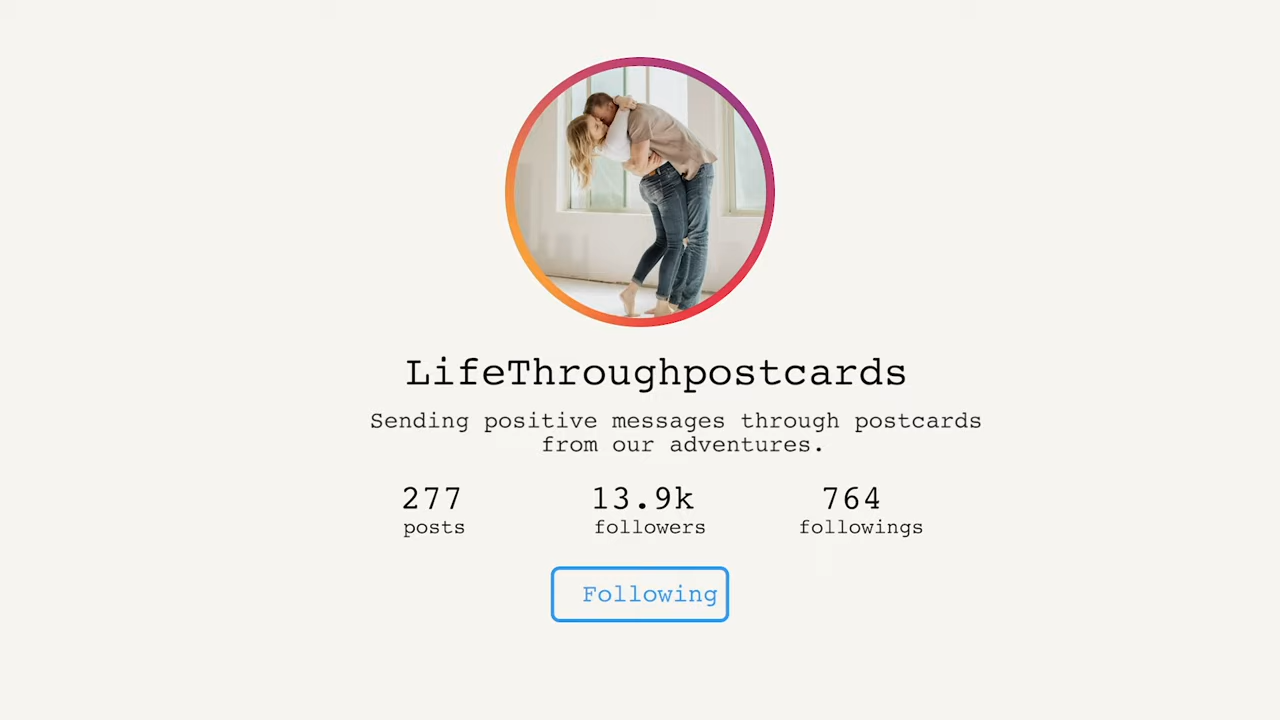 LifeThroughpostcards
Sending positive messages through postcards
from our adventures.
277 13.9k 764
posts followers followings
Following